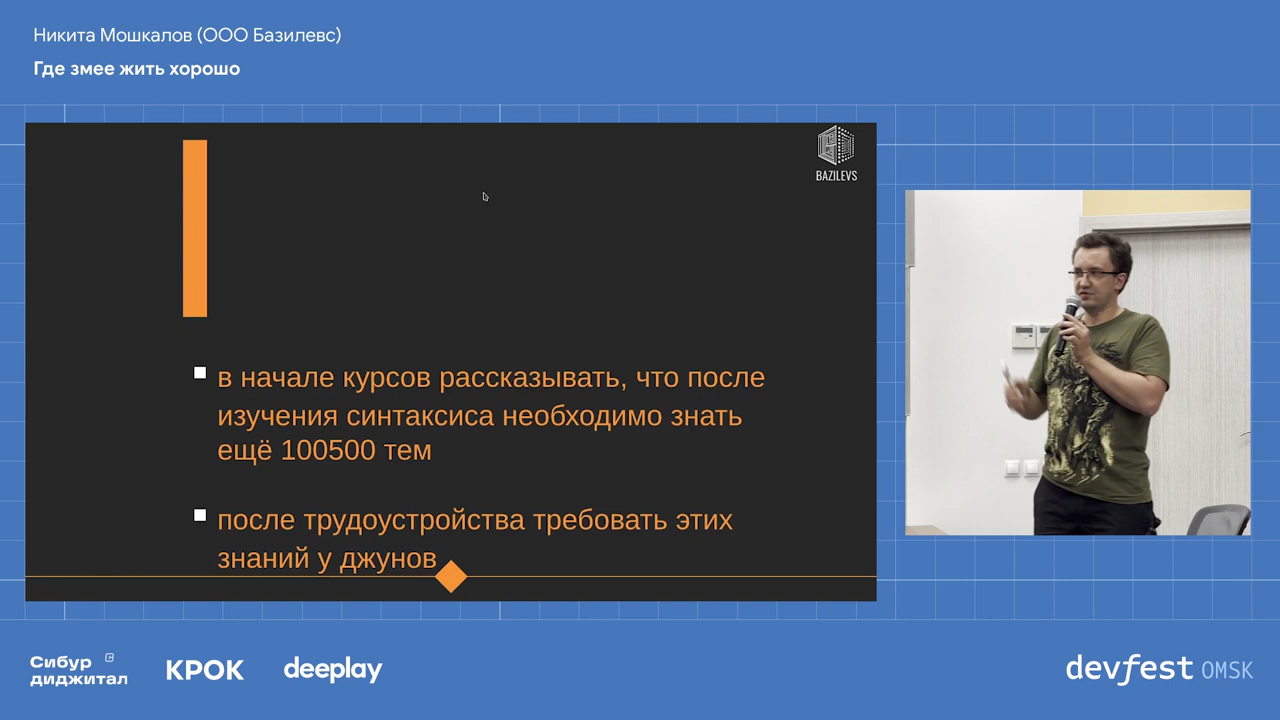 Никита Мошкалов (ООО Базилевс)
Где змее жить хорошо
BAZILEVS
в начале курсов рассказывать, что после
изучения синтаксиса необходимо знать
ещё 100500 тем
после трудоустройства требовать этих
знаний у джунов
Сибур
диджитал
КРОК
deeplay
devfest OMSK